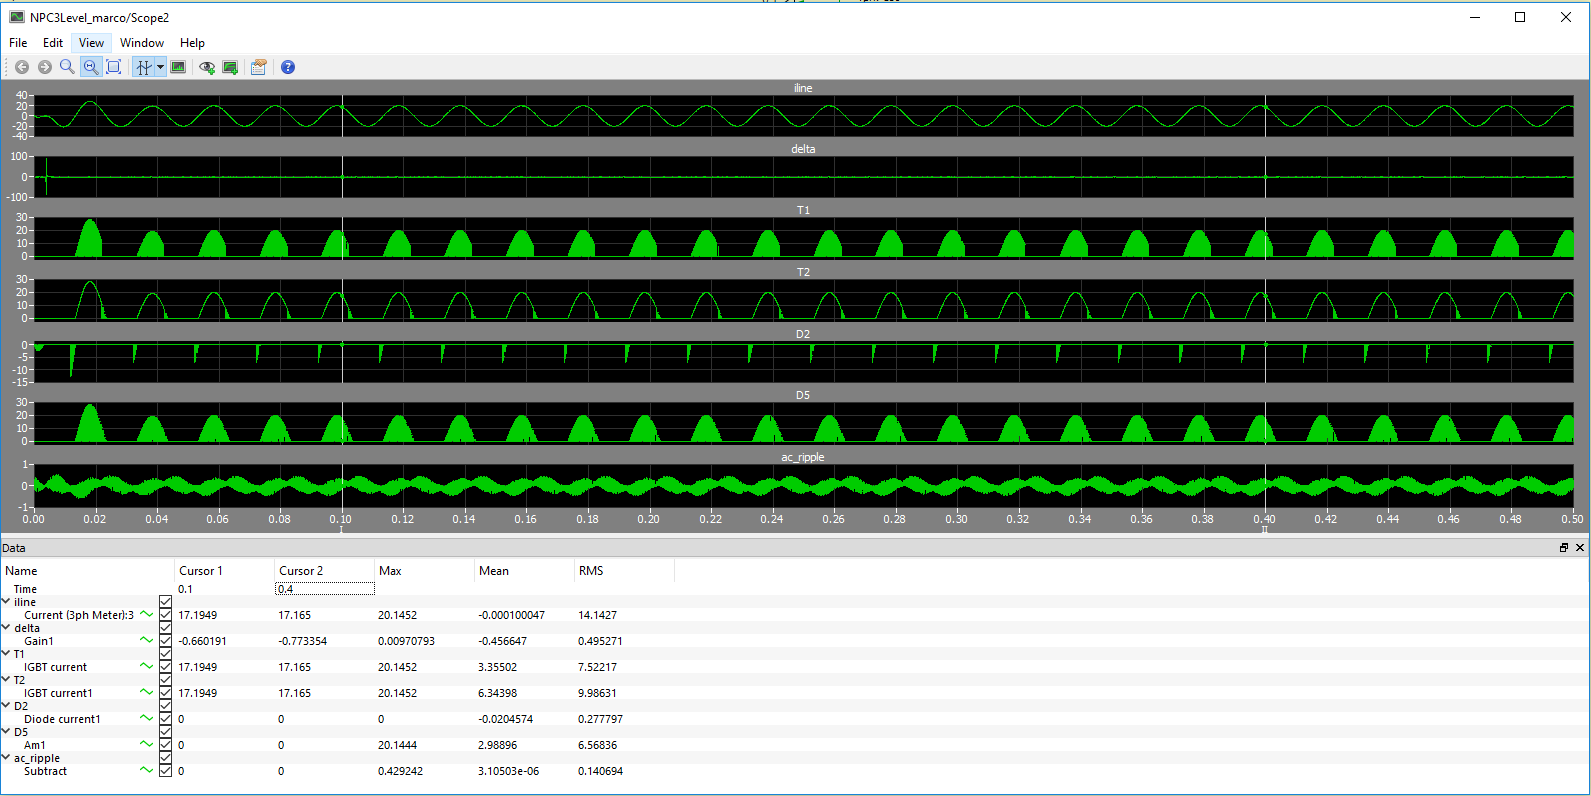 NPC3Level_marco/Scope2
File Edit View Window Help
iline
40
20
0
-20
-40
delta
100
0
-100
T1
30
20
10
0
T2
30
20
10
0
D2
0
-5
-10
-15
D5
30
20
10
0
ac_ripple
1
0
-1
0.00 0.02 0.04 0.06 0.08 0.10 0.12 0.14 0.16 0.18 0.20 0.22 0.24 0.26 0.28 0.30 0.32 0.34 0.36 0.38 0.40 0.42 0.44 0.46 0.48 0.50
I II
Data
Name Cursor 1 Cursor 2 Max Mean RMS
Time 0.1 0.4
iline
Current (3ph Meter):3 17.1949 17.165 20.1452 -0.000100047 14.1427
delta
Gain1 -0.660191 -0.773354 0.00970793 -0.456647 0.495271
T1
IGBT current 17.1949 17.165 20.1452 3.35502 7.52217
T2
IGBT current1 17.1949 17.165 20.1452 6.34398 9.98631
D2
Diode current1 0 0 0 -0.0204574 0.277797
D5
Am1 0 0 20.1444 2.98896 6.56836
ac_ripple
Subtract 0 0 0.429242 3.10503e-06 0.140694